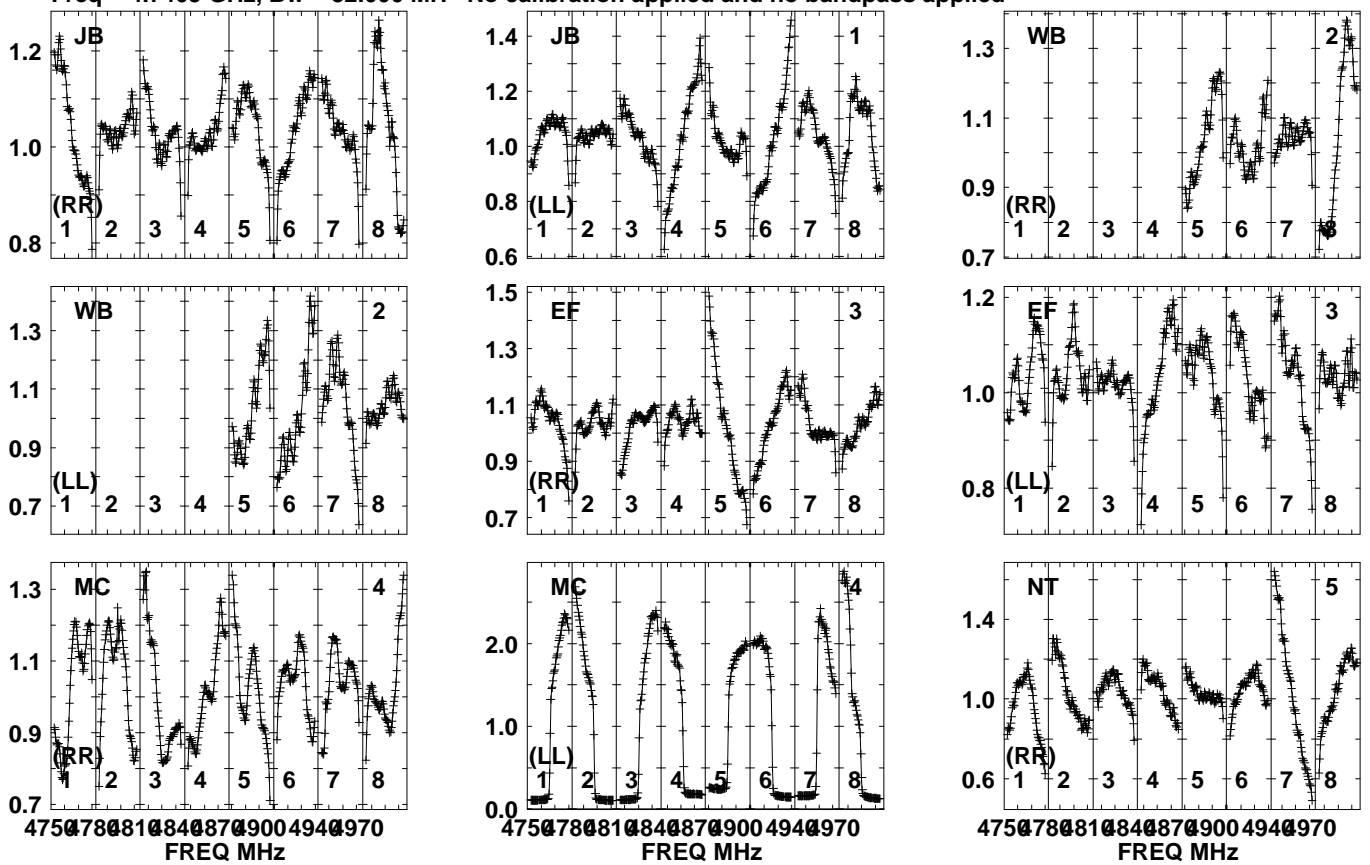 JB
1.2
1.0
0.8
(RR)
1 2 3 4 5 6 7 8
JB 1
1.4
1.2
1.0
0.8
0.6
(LL)
1 2 3 4 5 6 7 8
WB 2
1.3
1.1
0.9
0.7
(RR)
1 2 3 4 5 6 7 8
WB 2
1.3
1.1
0.9
0.7
(LL)
1 2 3 4 5 6 7 8
EF 3
1.5
1.3
1.1
0.9
0.7
(RR)
1 2 3 4 5 6 7 8
EF 3
1.2
1.0
0.8
(LL)
1 2 3 4 5 6 7 8
MC 4
1.3
1.1
0.9
0.7
(RR)
1 2 3 4 5 6 7 8
MC 4
2.0
1.0
0.0
(LL)
1 2 3 4 5 6 7 8
NT 5
1.4
1.0
0.6
(RR)
1 2 3 4 5 6 7 8
4750 4780 4810 4840 4870 4900 4940 4970
4750 4780 4810 4840 4870 4900 4940 4970
4750 4780 4810 4840 4870 4900 4940 4970
FREQ MHz
FREQ MHz
FREQ MHz